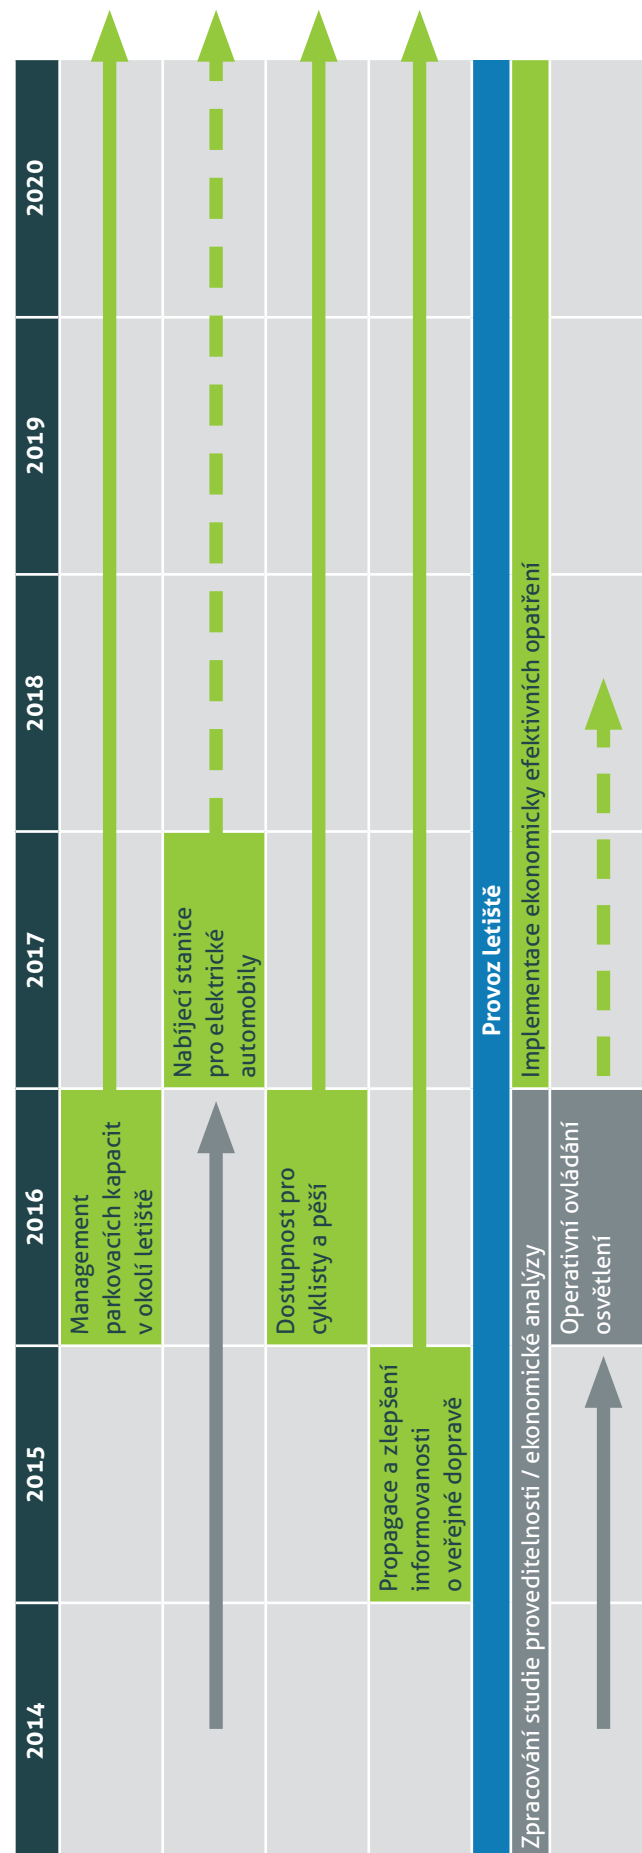 2014
2015
2016
2017
2018
2019
2020
Management
parkovacích kapacit
v okolí letiště
Nabíjecí stanice
pro elektrické
automobily
Dostupnost pro
cyklisty a pěší
Propagace a zlepšení
informovanosti
o veřejné dopravě
Provoz letiště
Zpracování studie proveditelnosti / ekonomické analýzy
Implementace ekonomicky efektivních opatření
Operativní ovládání
osvětlení